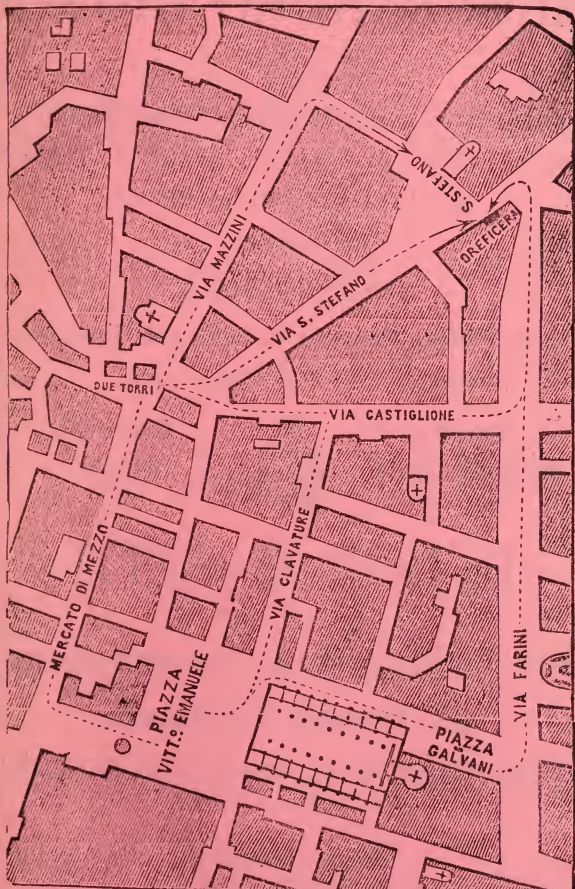 S. STEFANO
OREFICERA
VIA MAZZINI
VIA S. STEFANO
DUE TORRI
VIA CASTIGLIONE
VIA CLAVATURE
MERCATO DI MEZZO
VIA FARINI
PIAZZA
VITT.O EMANUELE
PIAZZA
GALVANI